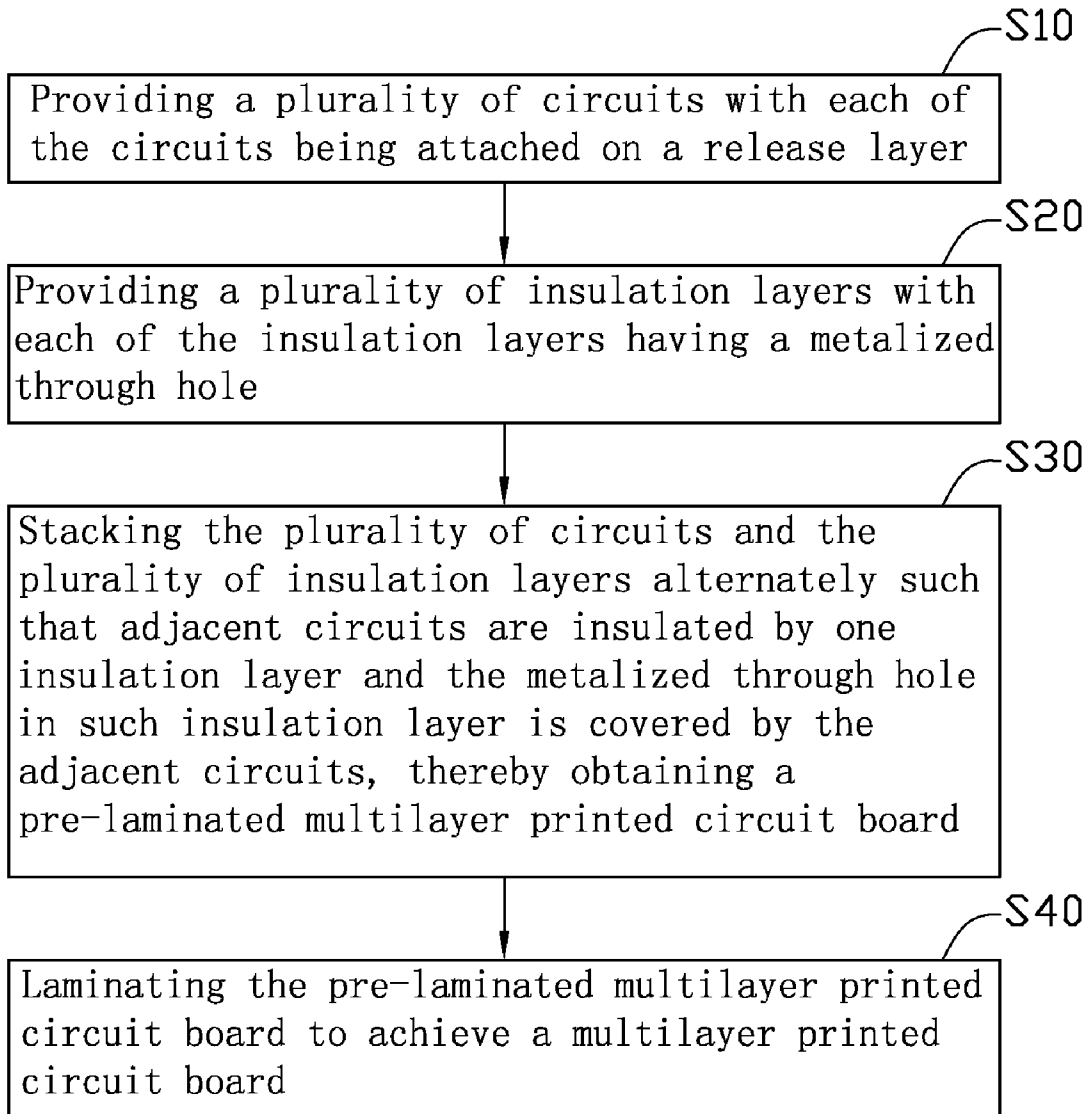 S10
Providing a plurality of circuits with each of
the circuits being attached on a release layer
S20
Providing a plurality of insulation layers with
each of the insulation layers having a metalized
through hole
S30
Stacking the plurality of circuits and the
plurality of insulation layers alternately such
that adjacent circuits are insulated by one
insulation layer and the metalized through hole
in such insulation layer is covered by the
adjacent circuits, thereby obtaining a
pre-laminated multilayer printed circuit board
S40
Laminating the pre-laminated multilayer printed
circuit board to achieve a multilayer printed
circuit board